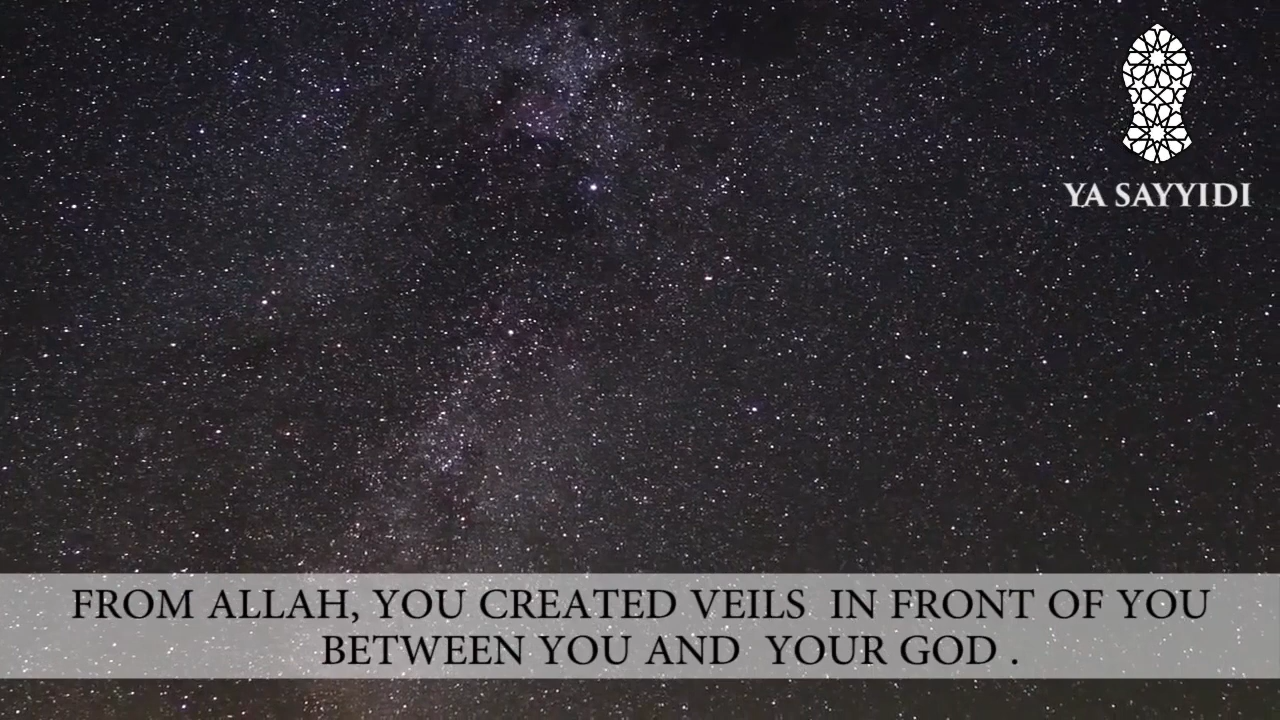 YA SAYYIDI
FROM ALLAH, YOU CREATED VEILS IN FRONT OF YOU
BETWEEN YOU AND YOUR GOD .